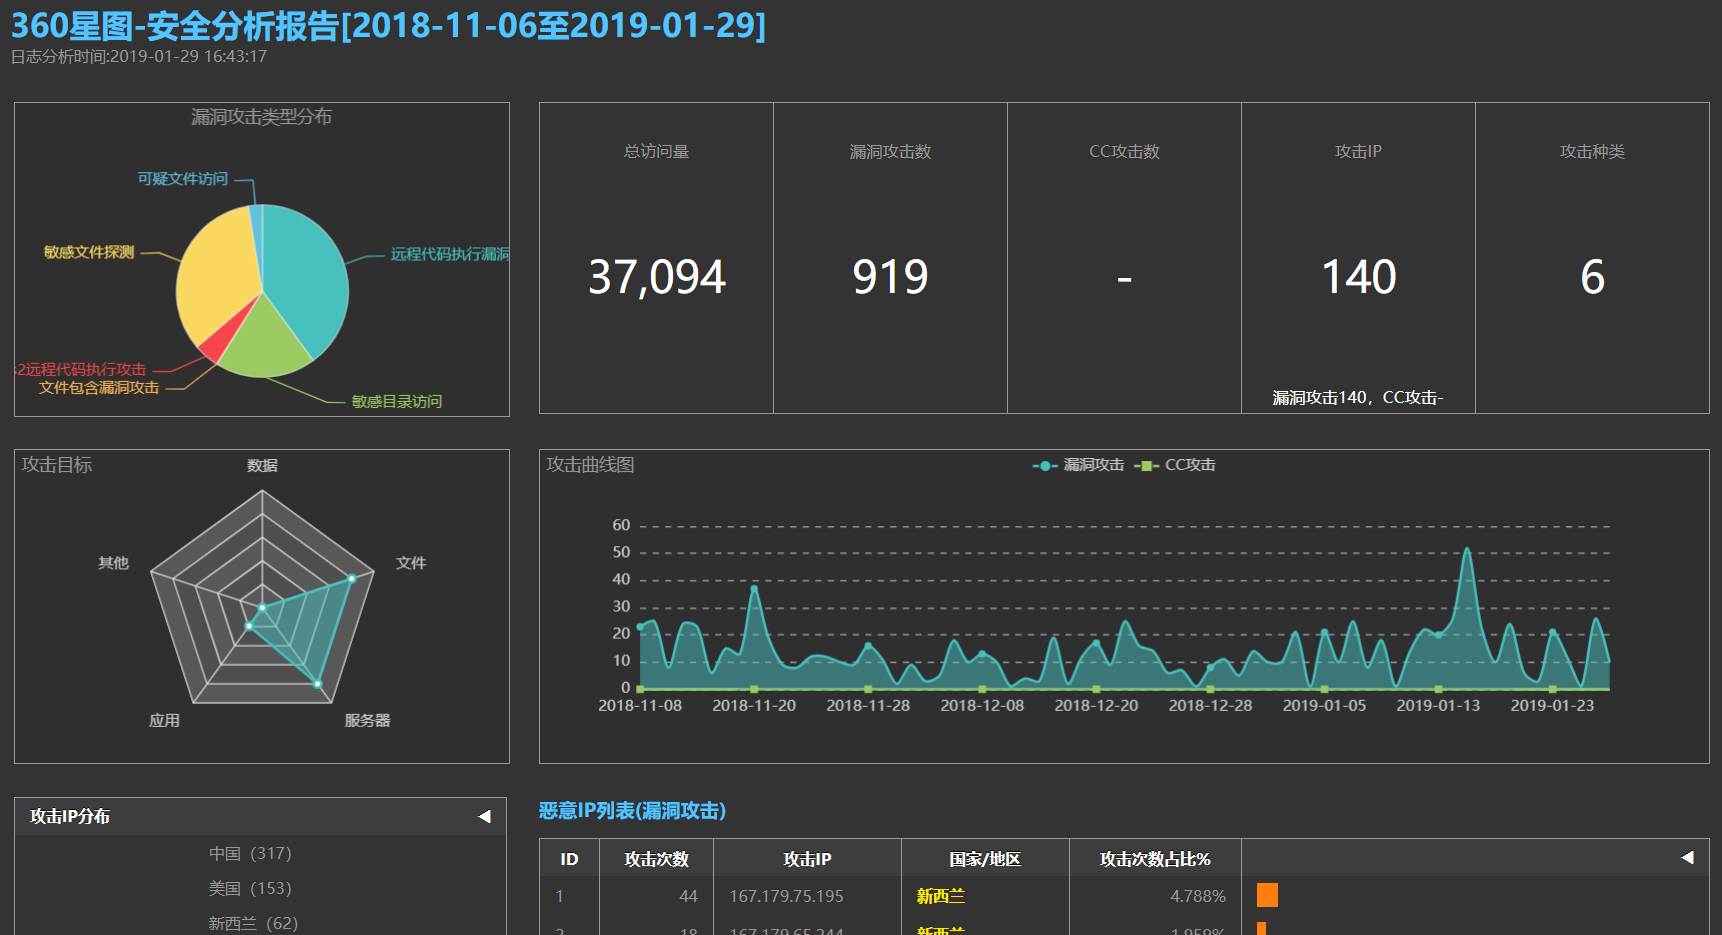 360星图-安全分析报告[2018-11-06至2019-01-29]
日志分析时间:2019-01-29 16:43:17
漏洞攻击类型分布
可疑文件访问
敏感文件探测
远程代码执行漏洞
2远程代码执行攻击
文件包含漏洞攻击
敏感目录访问
总访问量
37,094
漏洞攻击数
919
CC攻击数
-
攻击IP
140
漏洞攻击140，CC攻击-
攻击种类
6
攻击目标
数据
其他
文件
应用
服务器
攻击曲线图
漏洞攻击 CC攻击
60
50
40
30
20
10
0
2018-11-08 2018-11-20 2018-11-28 2018-12-08 2018-12-20 2018-12-28 2019-01-05 2019-01-13 2019-01-23
攻击IP分布
中国（317）
美国（153）
新西兰（62）
恶意IP列表(漏洞攻击)
ID 攻击次数 攻击IP 国家/地区 攻击次数占比%
1 44 167.179.75.195 新西兰 4.788%
2 18 167.179.65.244 新西兰 1.959%